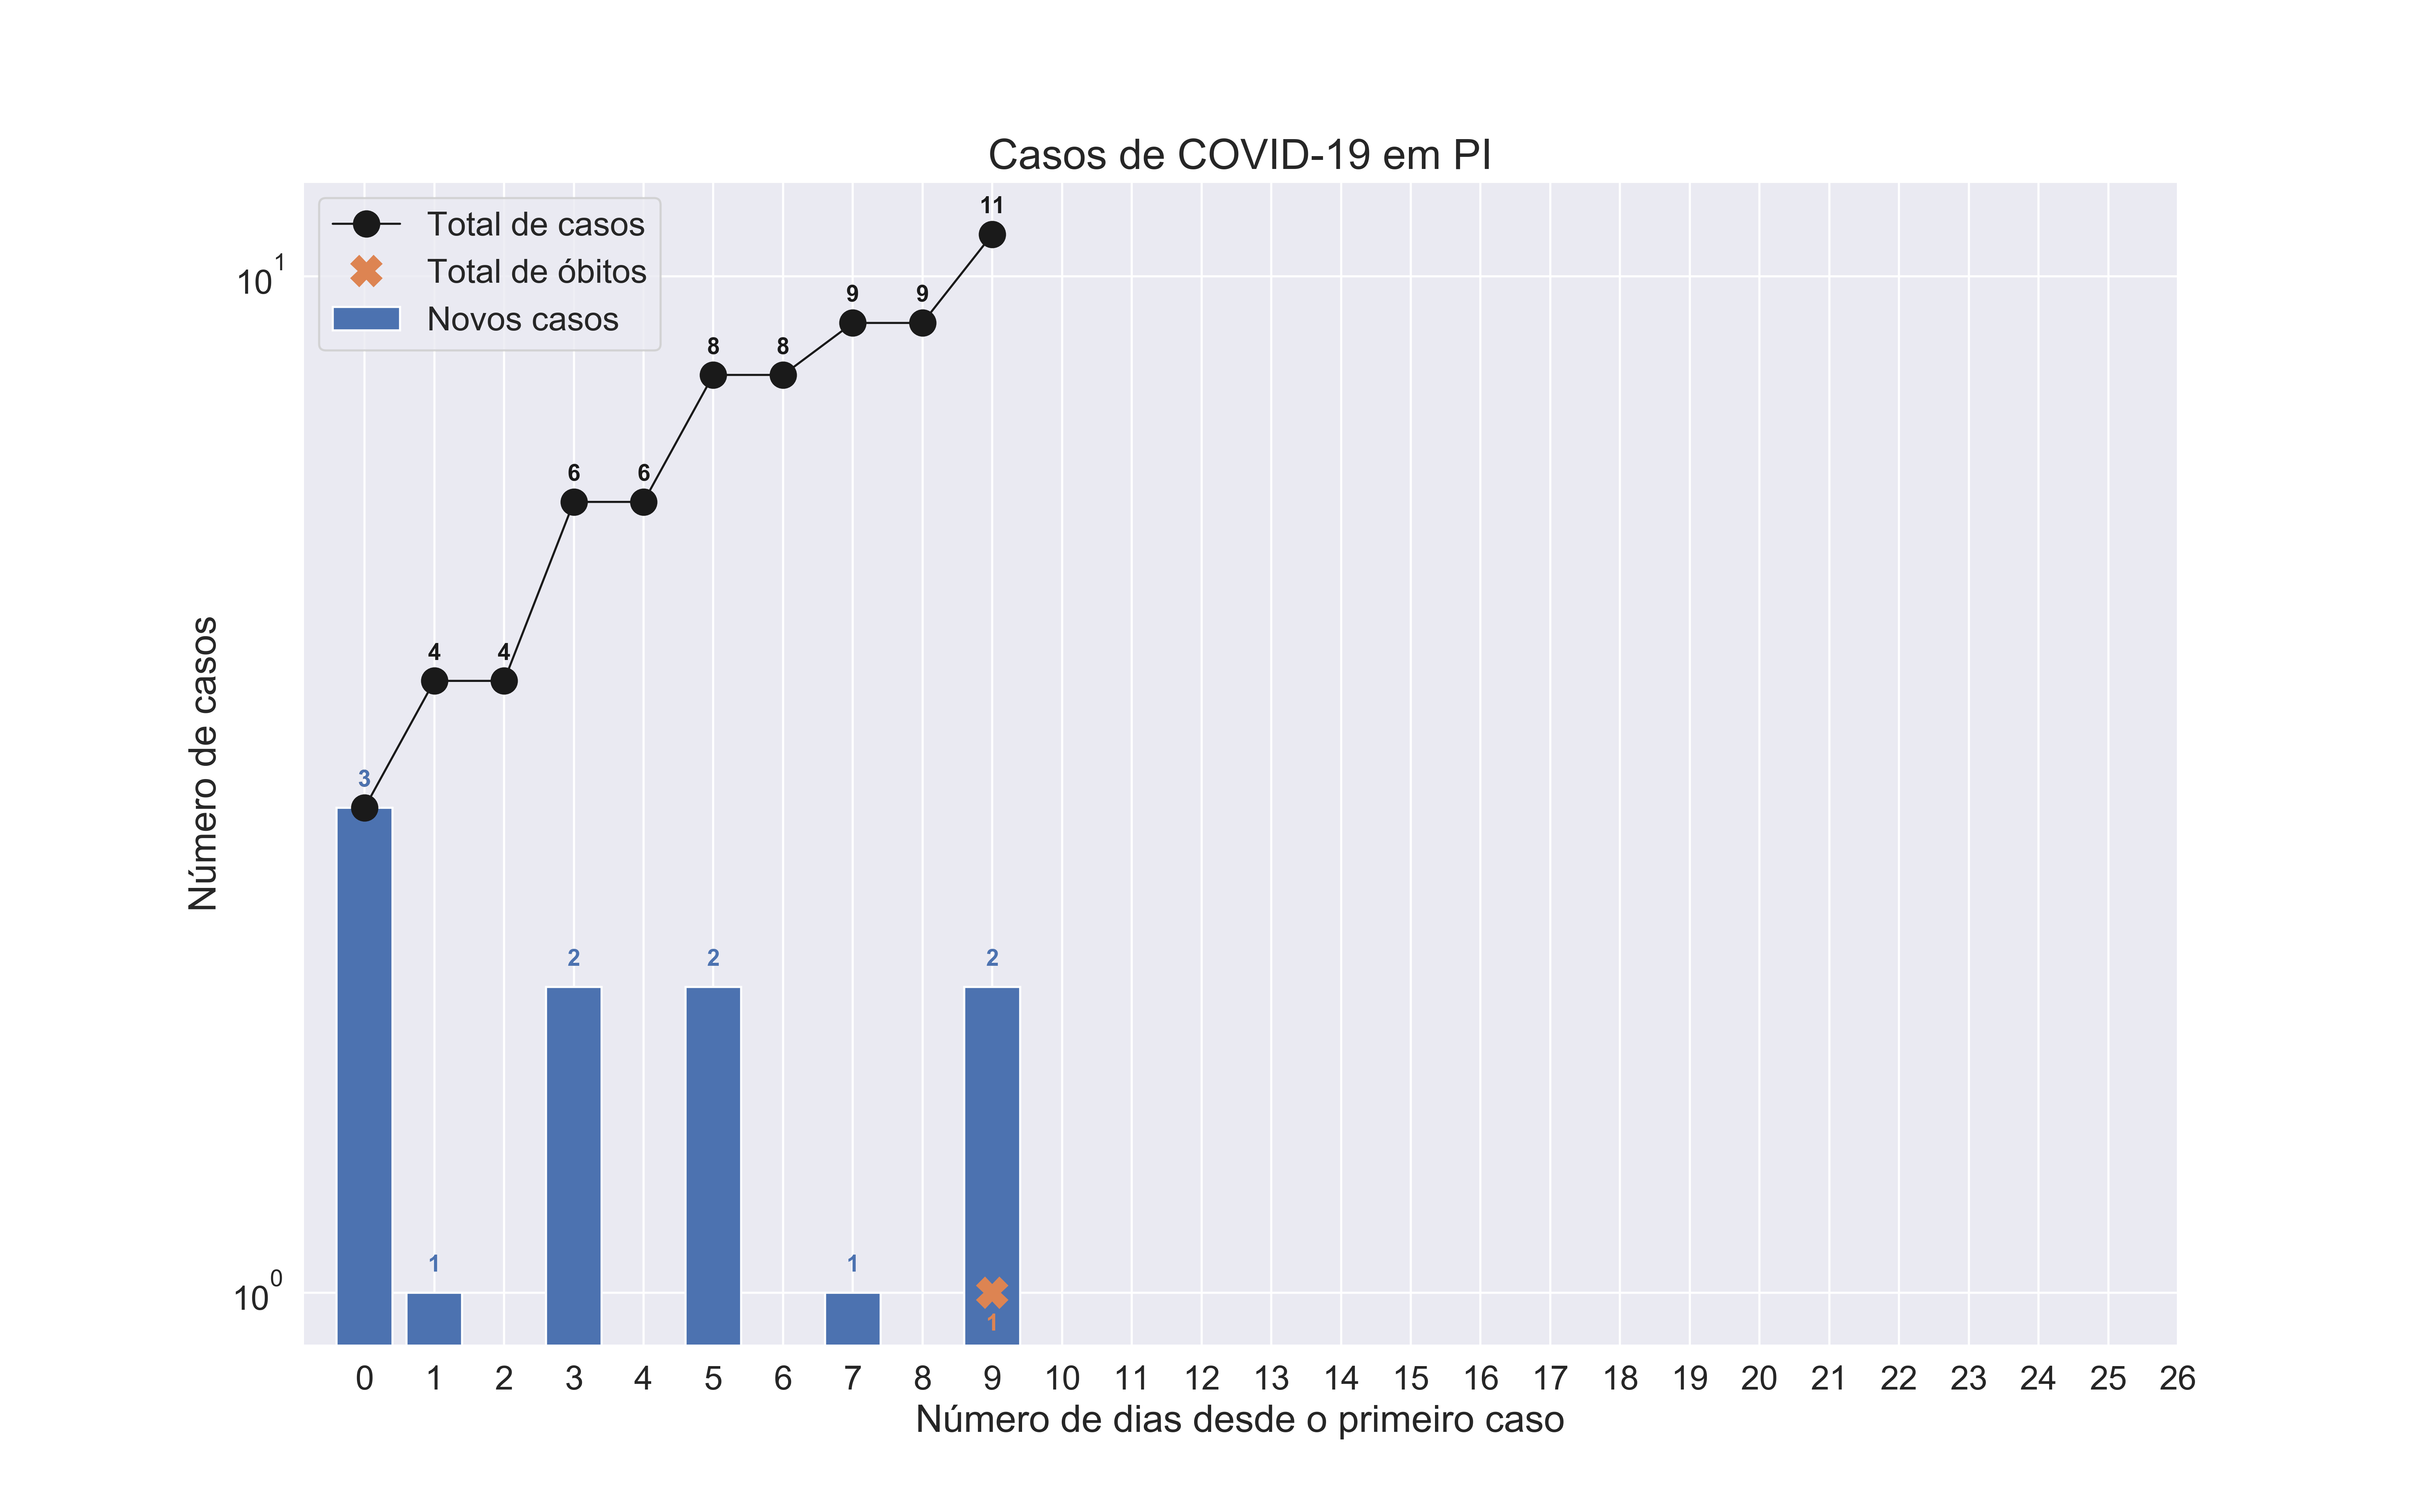 Casos de COVID-19 em PI
Total de casos
Total de óbitos
Novos casos
11
10^1
9 9
8 8
6 6
4 4
3
2 2 2
1 1
10^0
1
Número de casos
0 1 2 3 4 5 6 7 8 9 10 11 12 13 14 15 16 17 18 19 20 21 22 23 24 25 26
Número de dias desde o primeiro caso